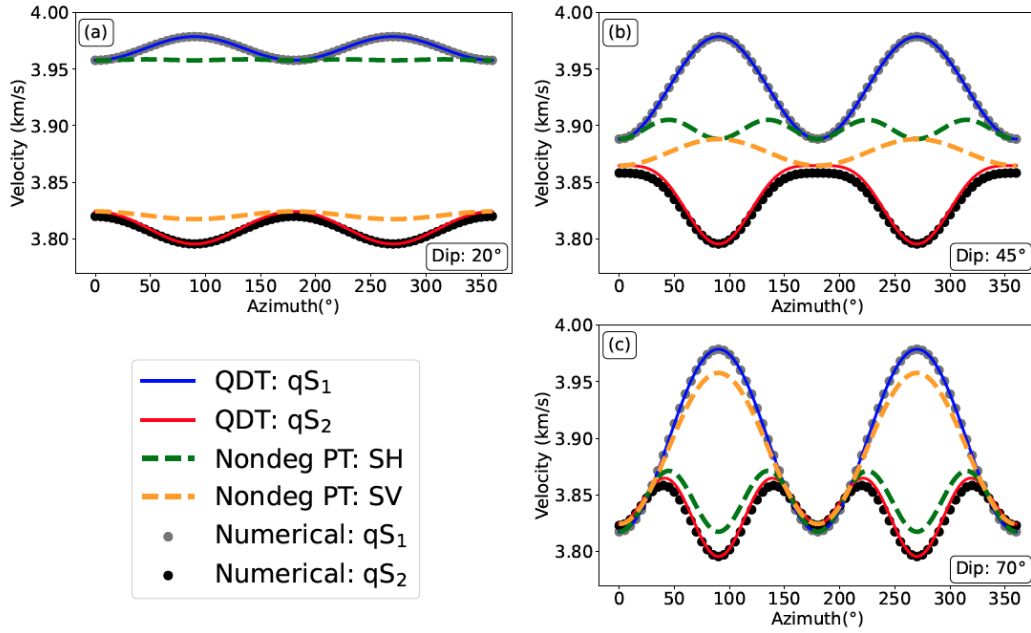 (a)
4.00
3.95
3.90
3.85
3.80
Velocity (km/s)
0 50 100 150 200 250 300 350
Azimuth(°)
Dip: 20°
(b)
4.00
3.95
3.90
3.85
3.80
Velocity (km/s)
0 50 100 150 200 250 300 350
Azimuth(°)
Dip: 45°
QDT: qS₁
QDT: qS₂
Nondeg PT: SH
Nondeg PT: SV
Numerical: qS₁
Numerical: qS₂
(c)
4.00
3.95
3.90
3.85
3.80
Velocity (km/s)
0 50 100 150 200 250 300 350
Azimuth(°)
Dip: 70°